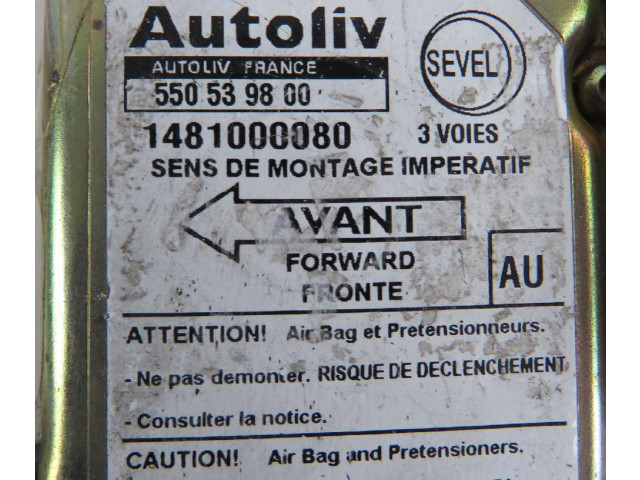 Autoliv
AUTOLIV FRANCE
550 53 98 00
SEVEL
1481000080 3 VOIES
SENS DE MONTAGE IMPERATIF
AVANT
FORWARD
FRONTE
AU
ATTENTION! Air Bag et Pretensionneurs.
- Ne pas demonter. RISQUE DE DECLENCHEMENT
- Consulter la notice.
CAUTION! Air Bag and Pretensioners.